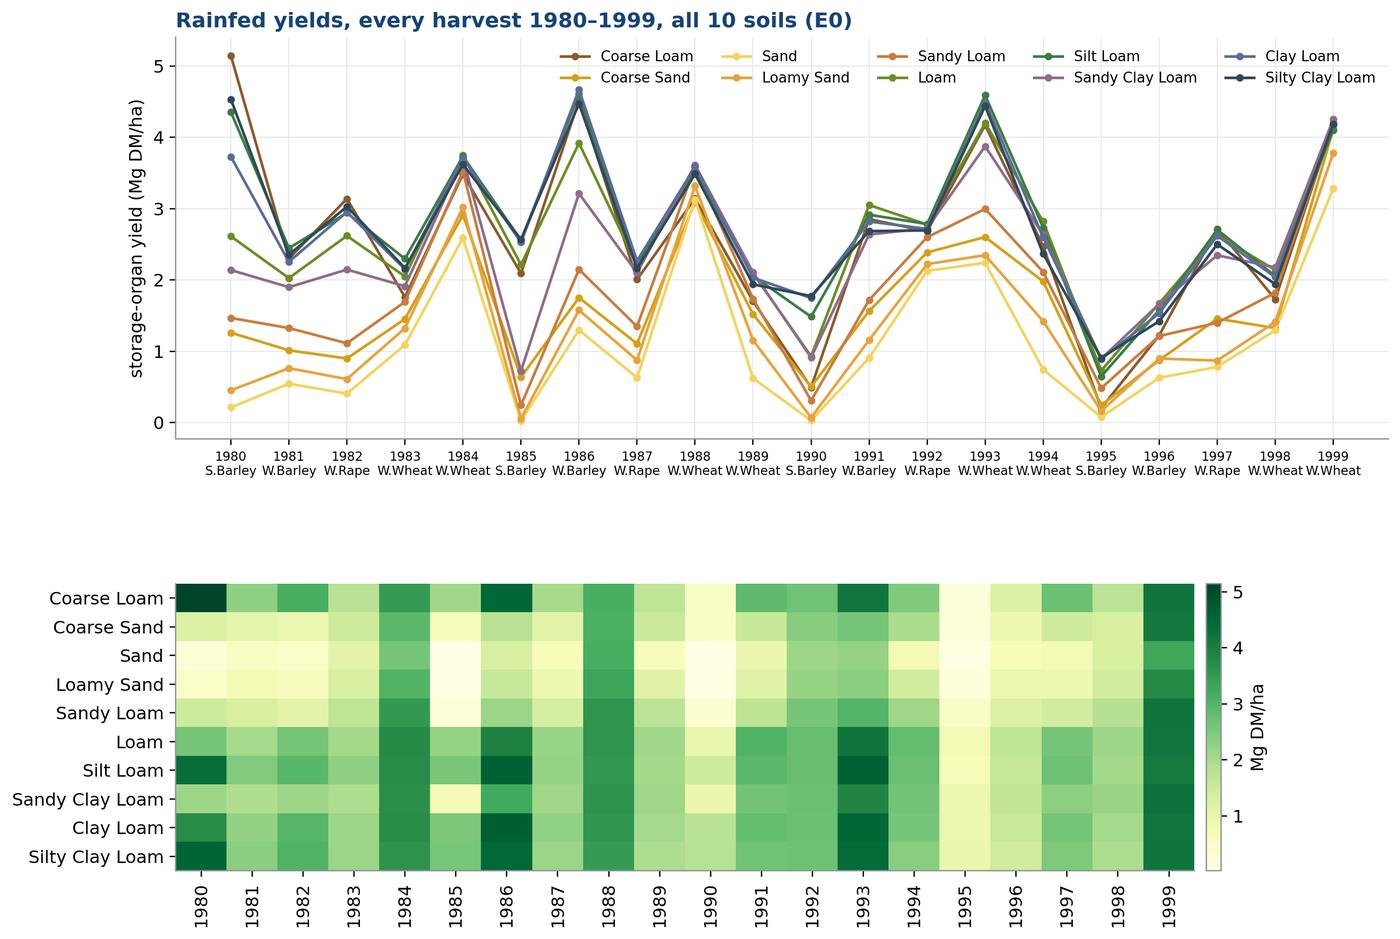 Rainfed yields, every harvest 1980–1999, all 10 soils (E0)
Coarse Loam
Coarse Sand
Sand
Loamy Sand
Sandy Loam
Loam
Silt Loam
Sandy Clay Loam
Clay Loam
Silty Clay Loam
storage-organ yield (Mg DM/ha)
5
4
3
2
1
0
1980 1981 1982 1983 1984 1985 1986 1987 1988 1989 1990 1991 1992 1993 1994 1995 1996 1997 1998 1999
S.Barley W.Barley W.Rape W.Wheat W.Wheat S.Barley W.Barley W.Rape W.Wheat W.Wheat S.Barley W.Barley W.Rape W.Wheat W.Wheat S.Barley W.Barley W.Rape W.Wheat W.Wheat
Coarse Loam
Coarse Sand
Sand
Loamy Sand
Sandy Loam
Loam
Silt Loam
Sandy Clay Loam
Clay Loam
Silty Clay Loam
1980 1981 1982 1983 1984 1985 1986 1987 1988 1989 1990 1991 1992 1993 1994 1995 1996 1997 1998 1999
5
4
3
2
1
Mg DM/ha